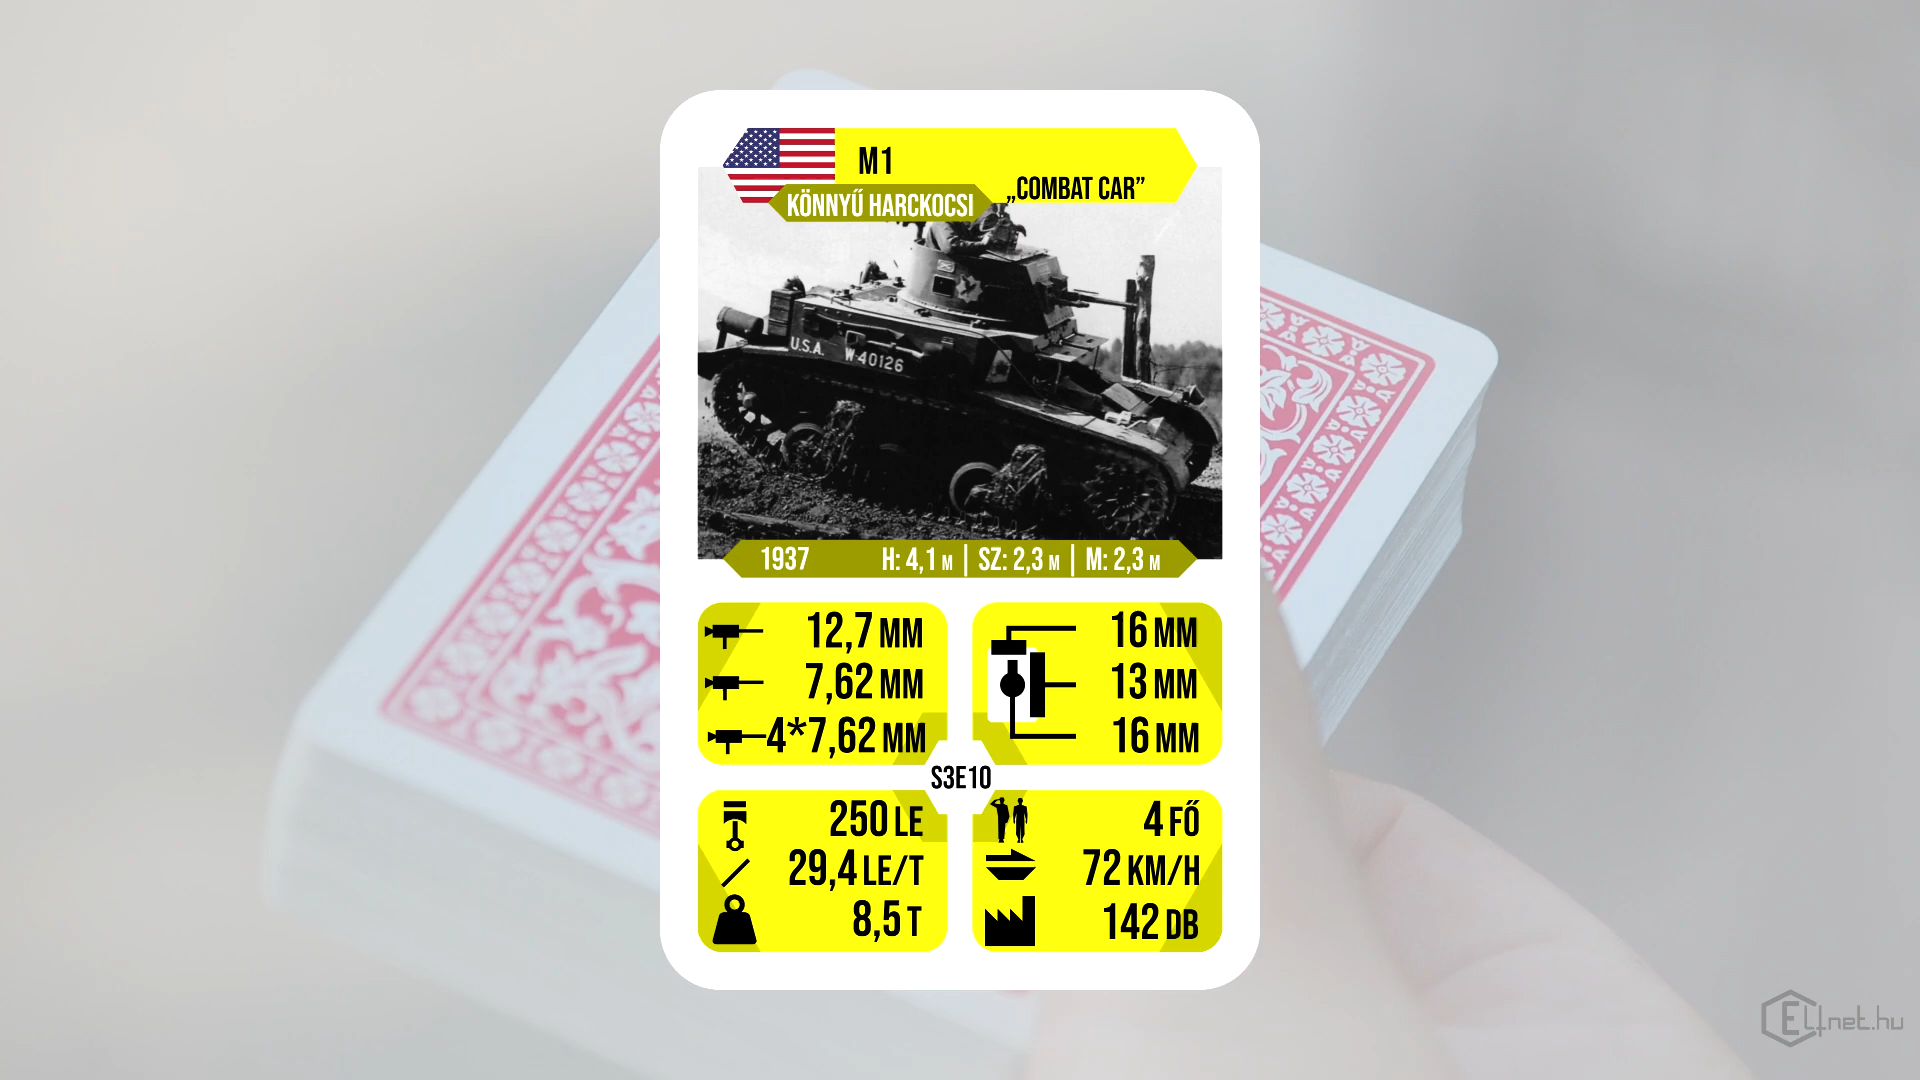 M1
„COMBAT CAR”
KÖNNYŰ HARCKOCSI
U.S.A. W-40126
1937 H: 4,1 M | SZ: 2,3 M | M: 2,3 M
12,7 MM
7,62 MM
4*7,62 MM
16 MM
13 MM
16 MM
S3E10
250 LE
29,4 LE/T
8,5 T
4 FŐ
72 KM/H
142 DB
EL4net.hu